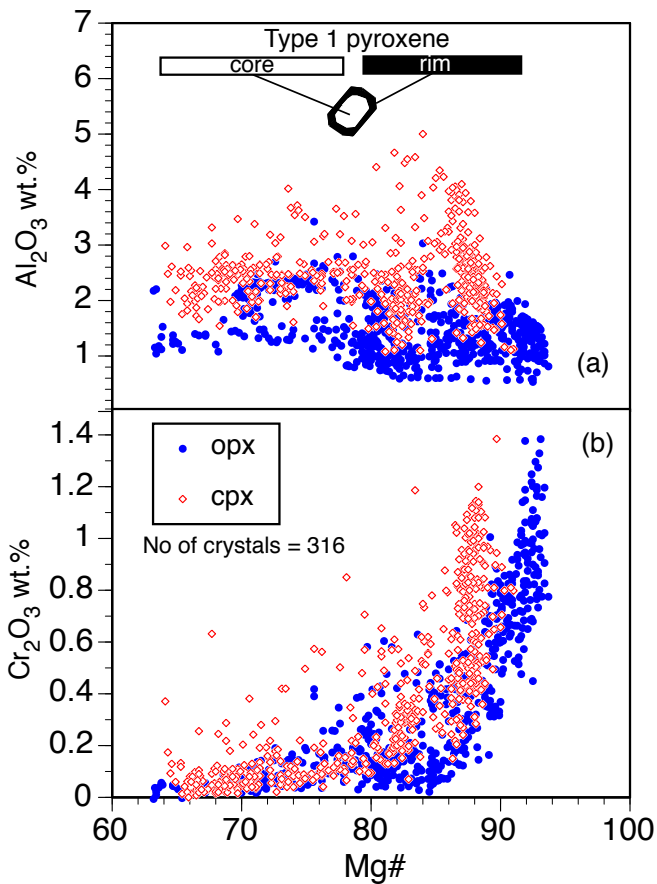 Type 1 pyroxene
core rim
7
6
5
4
3
2
1
Al₂O₃ wt.%
(a)
1.4
1.2
1.0
0.8
0.6
0.4
0.2
0
Cr₂O₃ wt.%
(b)
opx
cpx
No of crystals = 316
60 70 80 90 100
Mg#